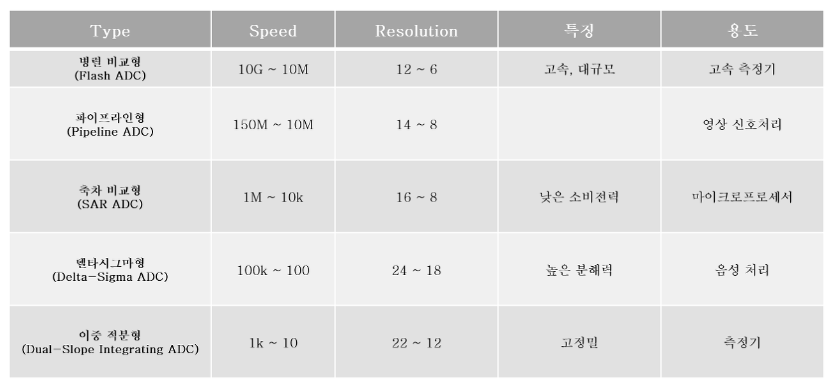 Type Speed Resolution 특징 용도
병렬 비교형
(Flash ADC) 10G ~ 10M 12 ~ 6 고속, 대규모 고속 측정기
파이프라인형
(Pipeline ADC) 150M ~ 10M 14 ~ 8 영상 신호처리
축차 비교형
(SAR ADC) 1M ~ 10k 16 ~ 8 낮은 소비전력 마이크로프로세서
델타시그마형
(Delta-Sigma ADC) 100k ~ 100 24 ~ 18 높은 분해력 음성 처리
이중 적분형
(Dual-Slope Integrating ADC) 1k ~ 10 22 ~ 12 고정밀 측정기